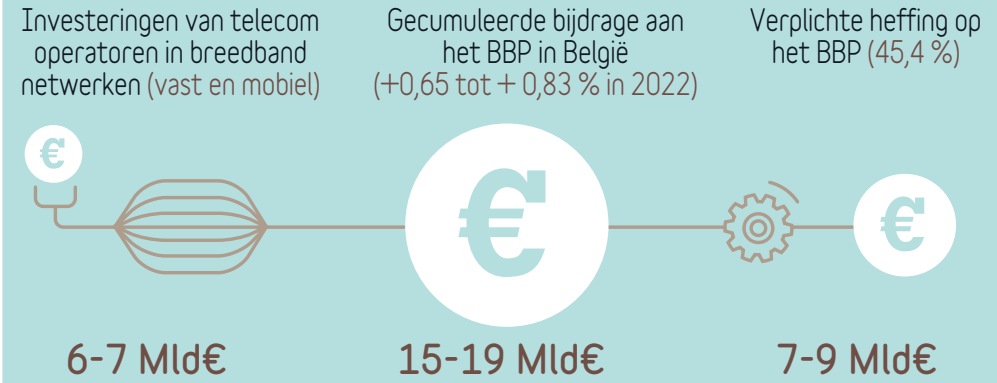 Investeringen van telecom
operatoren in breedband
netwerken (vast en mobiel)
Gecumuleerde bijdrage aan
het BBP in België
(+0,65 tot + 0,83 % in 2022)
Verplichte heffing op
het BBP (45,4 %)
€
€
€
6-7 Mld€
15-19 Mld€
7-9 Mld€